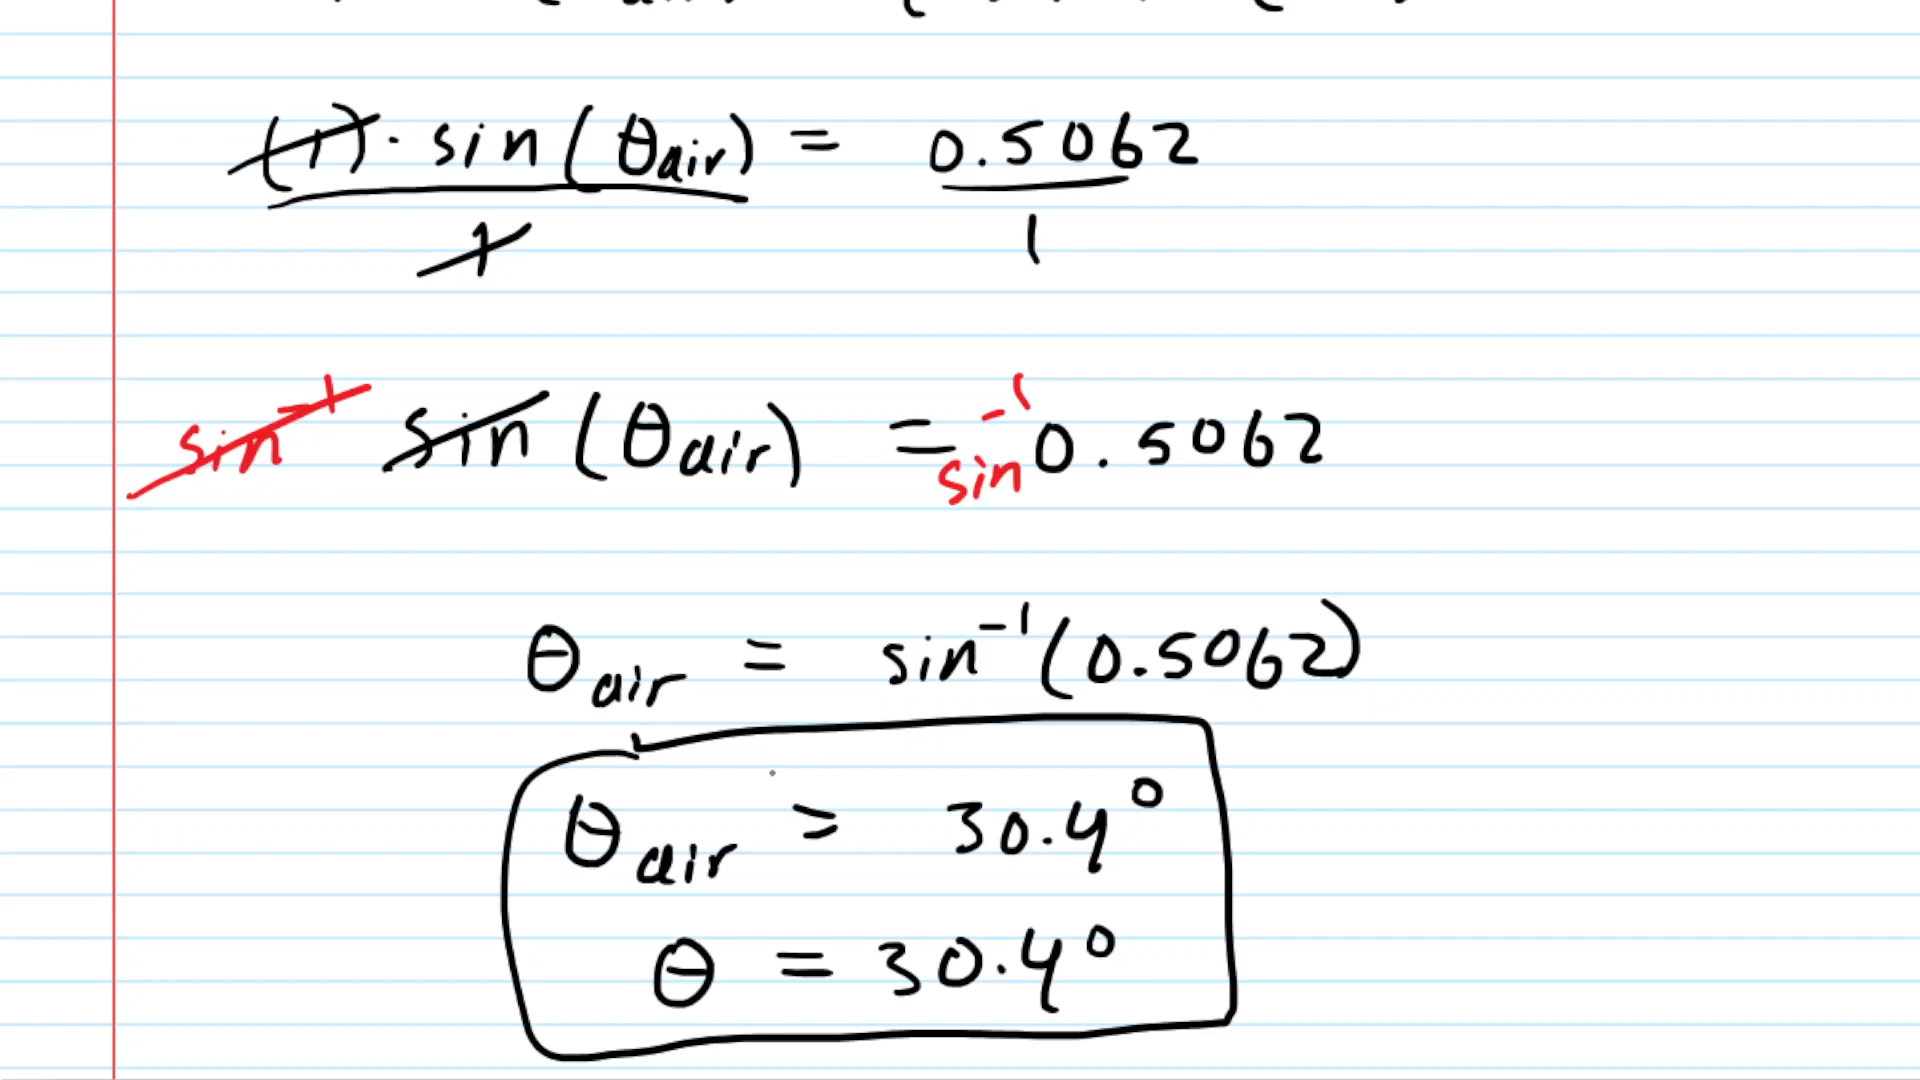 (1) · sin(θair) = 0.5062
1 1
sin⁻¹ sin(θair) = sin⁻¹ 0.5062
θair = sin⁻¹(0.5062)
θair = 30.4°
θ = 30.4°